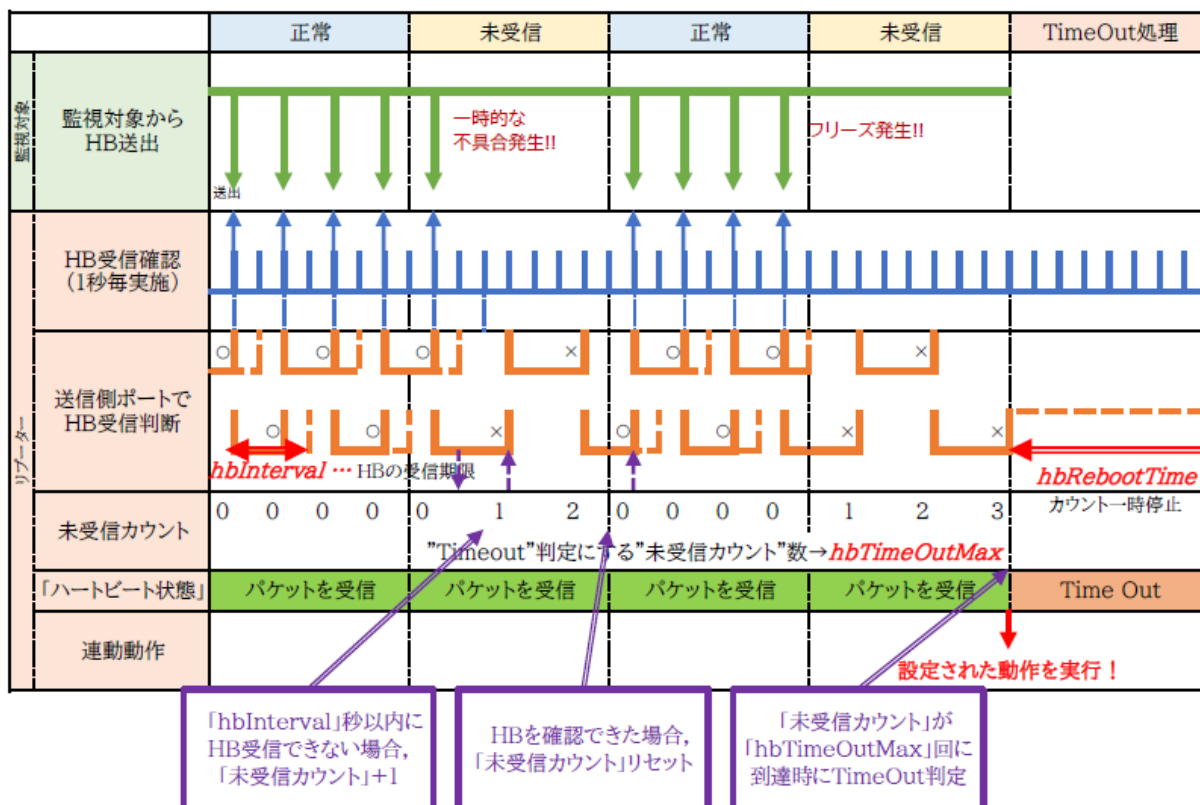 正常 未受信 正常 未受信 TimeOut処理
監視対象
監視対象から
HB送出
一時的な
不具合発生!!
フリーズ発生!!
送出
リブーター
HB受信確認
(1秒毎実施)
送信側ポートで
HB受信判断
○ ○ ○ × ○ ○ ×
○ ○ × ○ ○ × ×
hbInterval … HBの受信期限
hbRebootTime
カウント一時停止
未受信カウント
0 0 0 0 0 1 2 0 0 0 0 1 2 3
”Timeout”判定にする”未受信カウント”数→hbTimeOutMax
「ハートビート状態」 パケットを受信 パケットを受信 パケットを受信 パケットを受信 Time Out
連動動作
設定された動作を実行！
「hbInterval」秒以内に
HB受信できない場合,
「未受信カウント」+1
HBを確認できた場合,
「未受信カウント」リセット
「未受信カウント」が
「hbTimeOutMax」回に
到達時にTimeOut判定